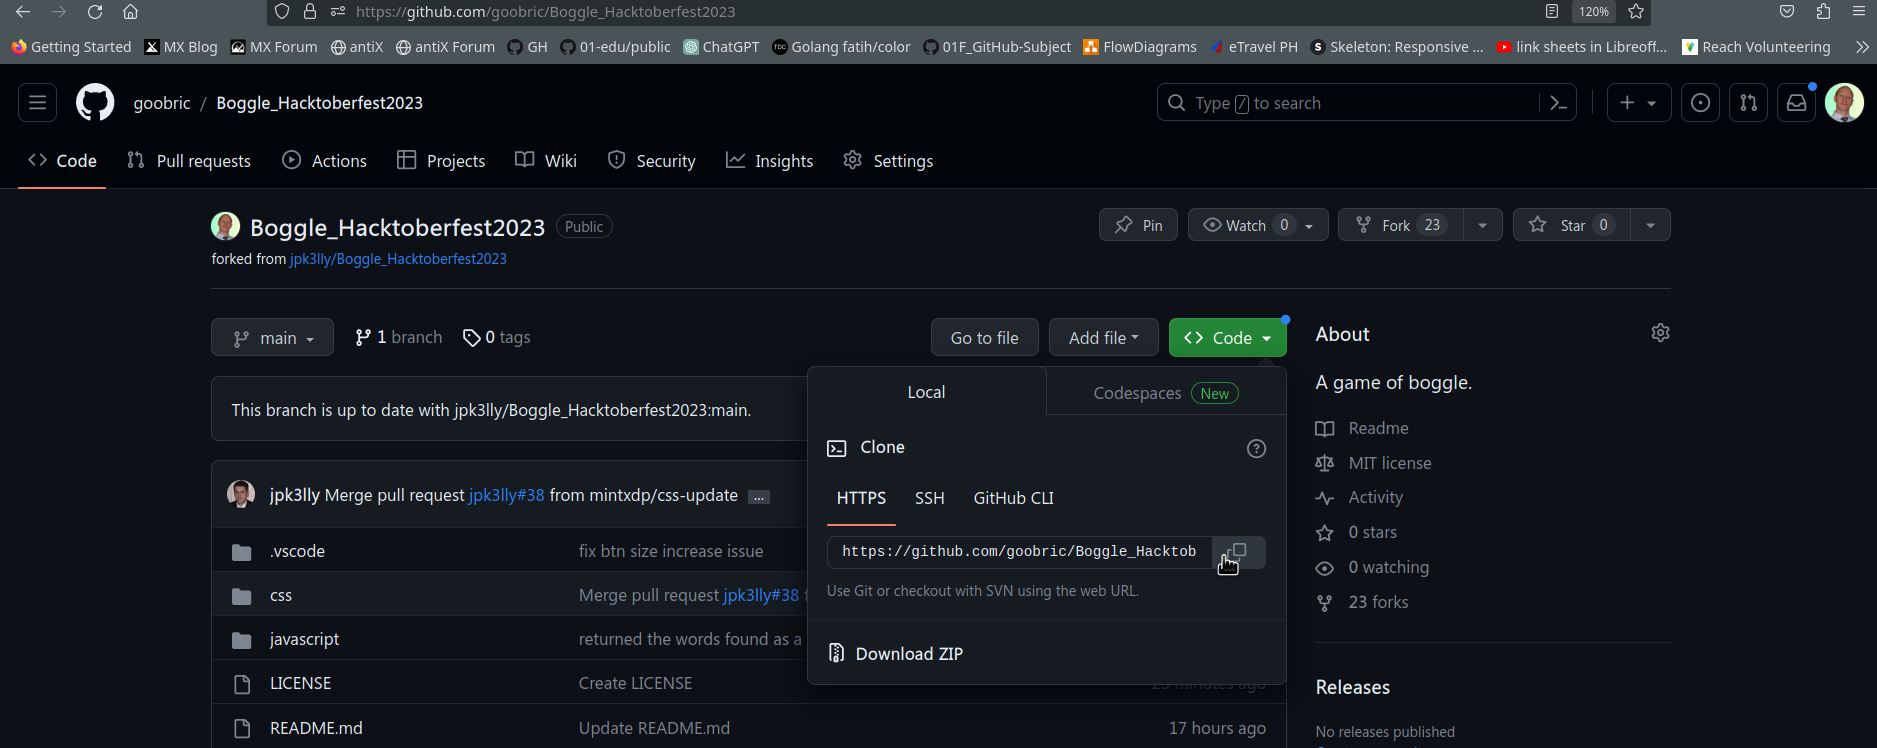 https://github.com/goobric/Boggle_Hacktoberfest2023
120%
Getting Started MX Blog MX Forum antiX antiX Forum GH 01-edu/public ChatGPT Golang fatih/color 01F_GitHub-Subject FlowDiagrams eTravel PH Skeleton: Responsive ... link sheets in Libreoff... Reach Volunteering
goobric / Boggle_Hacktoberfest2023
Type / to search
Code Pull requests Actions Projects Wiki Security Insights Settings
Boggle_Hacktoberfest2023 Public
Pin Watch 0 Fork 23 Star 0
forked from jpk3lly/Boggle_Hacktoberfest2023
main 1 branch 0 tags
Go to file Add file Code
This branch is up to date with jpk3lly/Boggle_Hacktoberfest2023:main.
jpk3lly Merge pull request jpk3lly#38 from mintxdp/css-update ...
.vscode fix btn size increase issue
css Merge pull request jpk3lly#38
javascript returned the words found as a
LICENSE Create LICENSE
README.md Update README.md 17 hours ago
Local Codespaces New
Clone
HTTPS SSH GitHub CLI
https://github.com/goobric/Boggle_Hacktob
Use Git or checkout with SVN using the web URL.
Download ZIP
About
A game of boggle.
Readme
MIT license
Activity
0 stars
0 watching
23 forks
Releases
No releases published